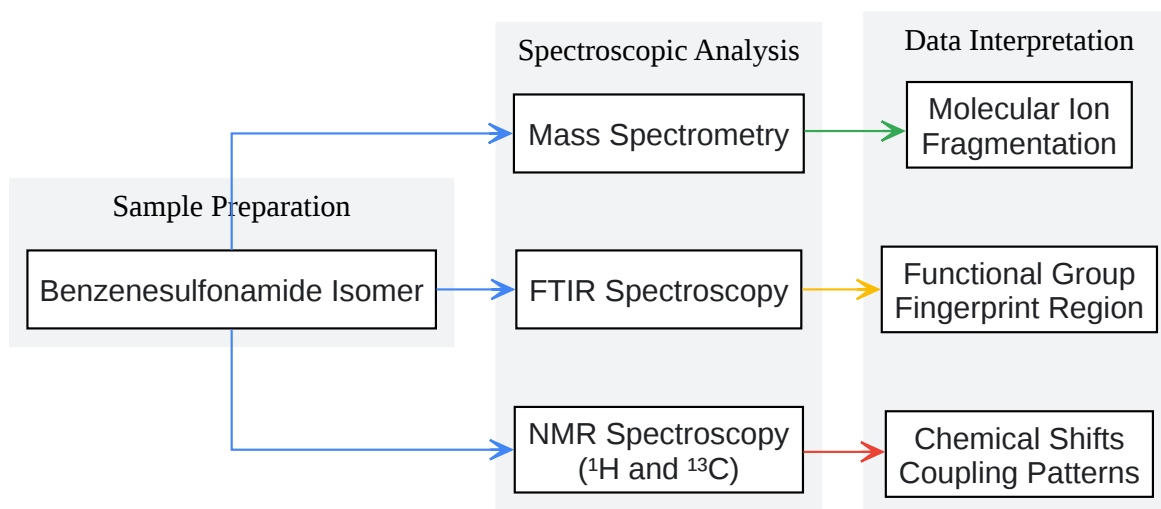 Sample Preparation
Benzenesulfonamide Isomer
Spectroscopic Analysis
Mass Spectrometry
FTIR Spectroscopy
NMR Spectroscopy
(¹H and ¹³C)
Data Interpretation
Molecular Ion
Fragmentation
Functional Group
Fingerprint Region
Chemical Shifts
Coupling Patterns